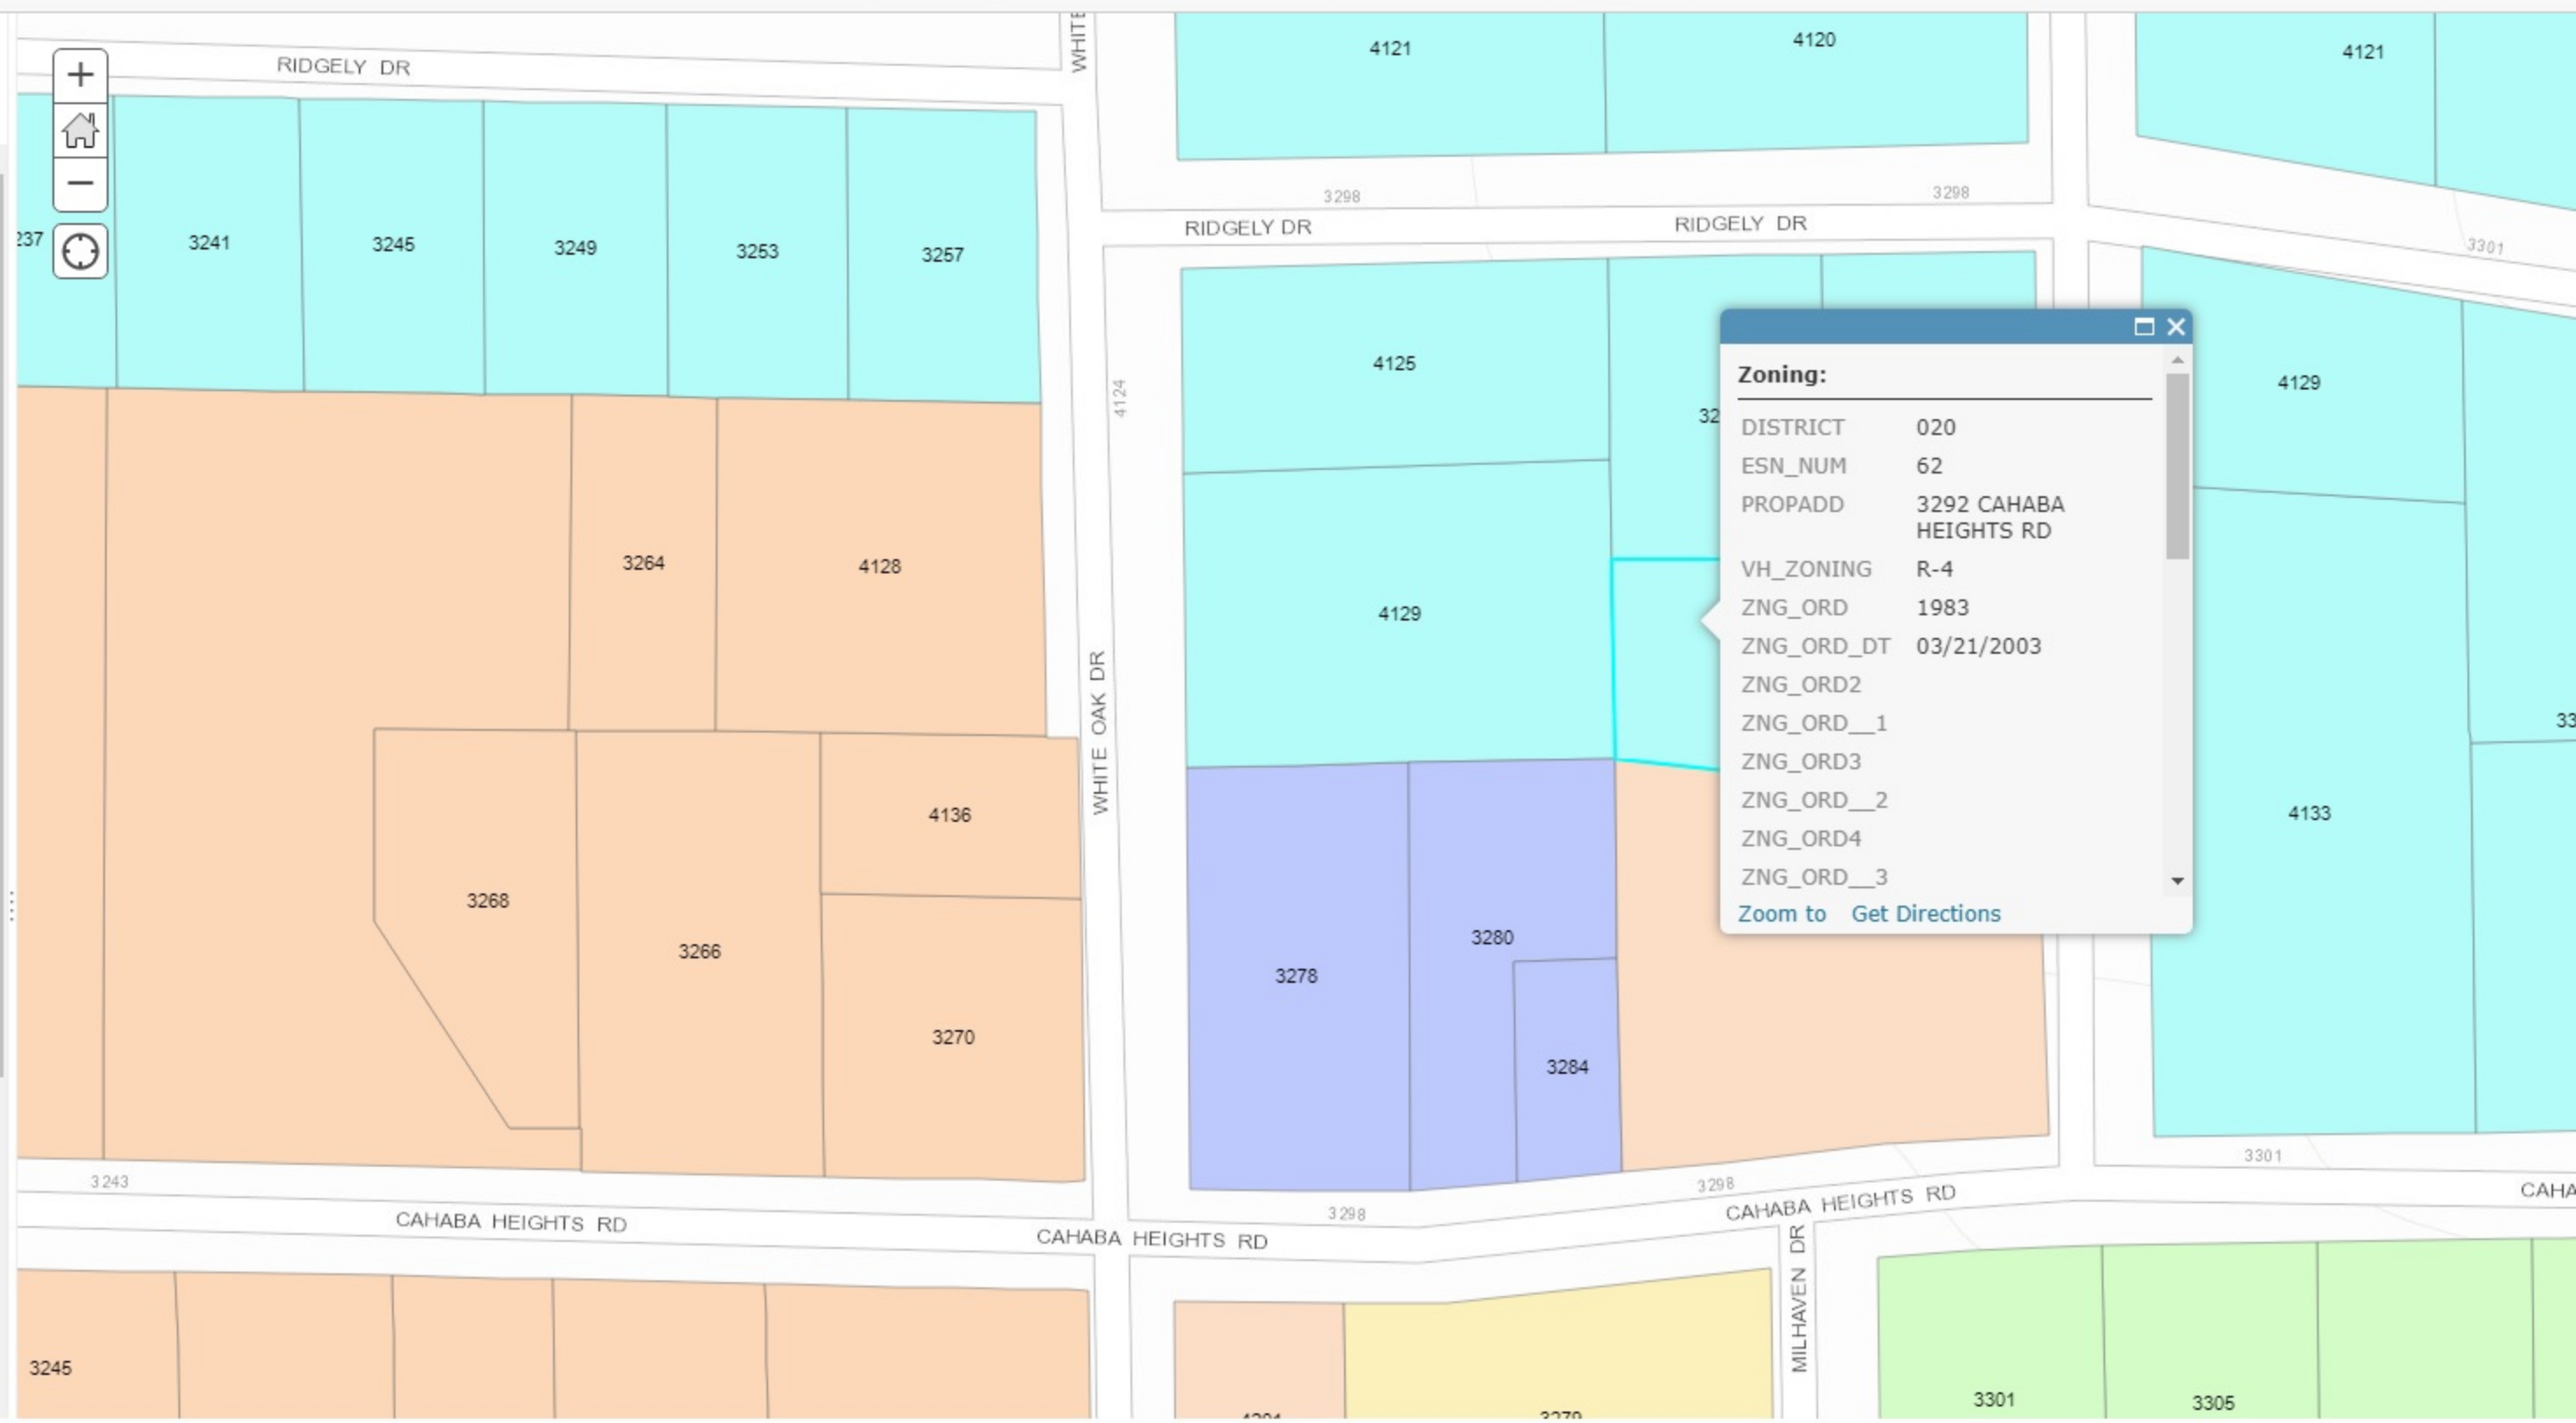 WHITE
4121
4120
4121
RIDGELY DR
3298
3298
RIDGELY DR
RIDGELY DR
3301
237
3241
3245
3249
3253
3257
4124
4125
32
4129
Zoning:
DISTRICT 020
ESN_NUM 62
PROPADD 3292 CAHABA
HEIGHTS RD
VH_ZONING R-4
ZNG_ORD 1983
ZNG_ORD_DT 03/21/2003
ZNG_ORD2
ZNG_ORD__1
ZNG_ORD3
ZNG_ORD__2
ZNG_ORD4
ZNG_ORD__3
Zoom to Get Directions
3264
4128
4129
WHITE OAK DR
33
4136
4133
3268
3266
3280
3278
3270
3284
3243
3298
3298
3301
CAHABA HEIGHTS RD
CAHABA HEIGHTS RD
CAHABA HEIGHTS RD
CAHA
MILHAVEN DR
3245
3301
3305